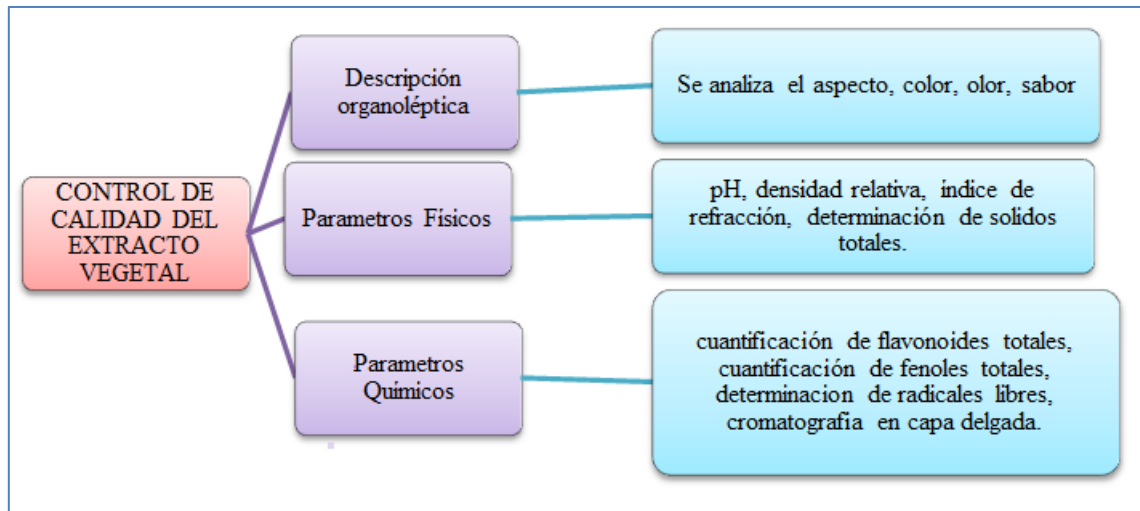 CONTROL DE
CALIDAD DEL
EXTRACTO
VEGETAL
Descripción
organoléptica
Se analiza el aspecto, color, olor, sabor
Parametros Físicos
pH, densidad relativa, índice de
refracción, determinación de solidos
totales.
Parametros
Químicos
cuantificación de flavonoides totales,
cuantificación de fenoles totales,
determinacion de radicales libres,
cromatografía en capa delgada.